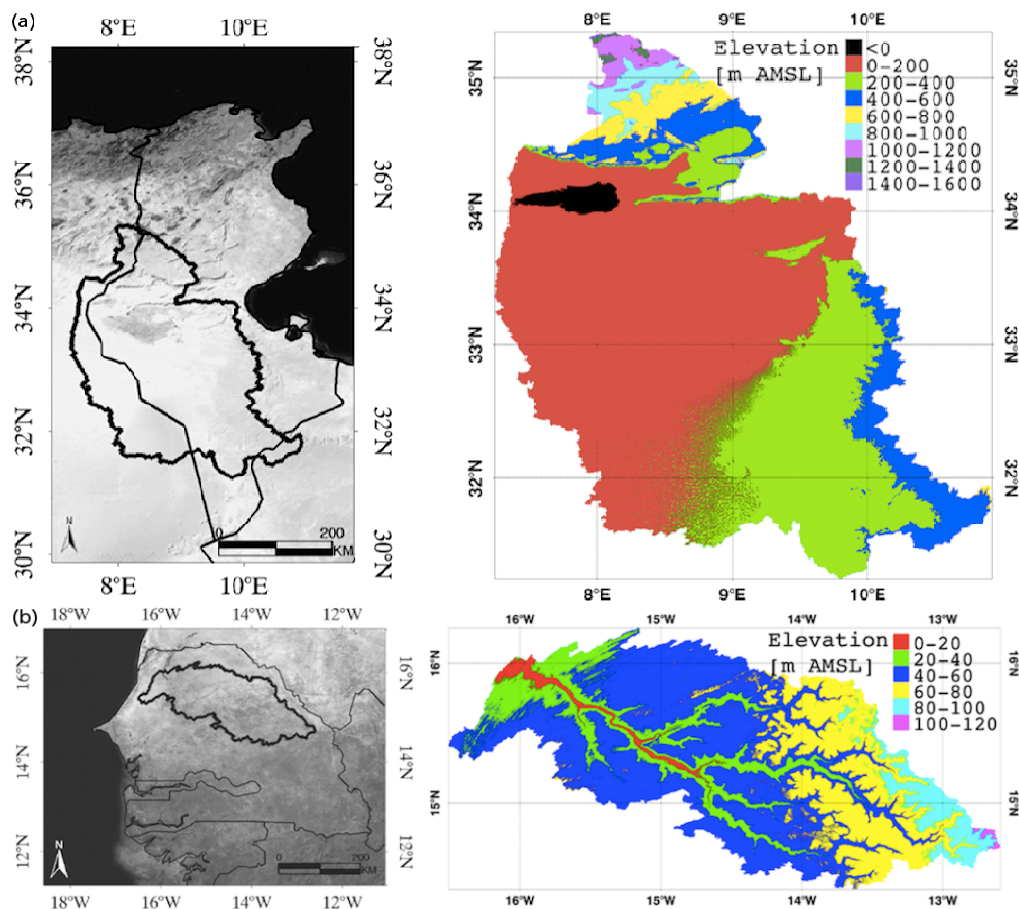 (a)
8°E 10°E
38°N 38°N
36°N 36°N
34°N 34°N
32°N 32°N
30°N 30°N
N
0 200
KM
8°E 10°E
8°E 9°E 10°E
Elevation
[m AMSL]
<0
0-200
200-400
400-600
600-800
800-1000
1000-1200
1200-1400
1400-1600
35°N 35°N
34°N 34°N
33°N 33°N
32°N 32°N
8°E 9°E 10°E
(b)
18°W 16°W 14°W 12°W
16°N 16°N
14°N 14°N
12°N 12°N
N
0 200
KM
18°W 16°W 14°W 12°W
16°W 15°W 14°W 13°W
Elevation
[m AMSL]
0-20
20-40
40-60
60-80
80-100
100-120
16°N 16°N
15°N 15°N
16°W 15°W 14°W 13°W